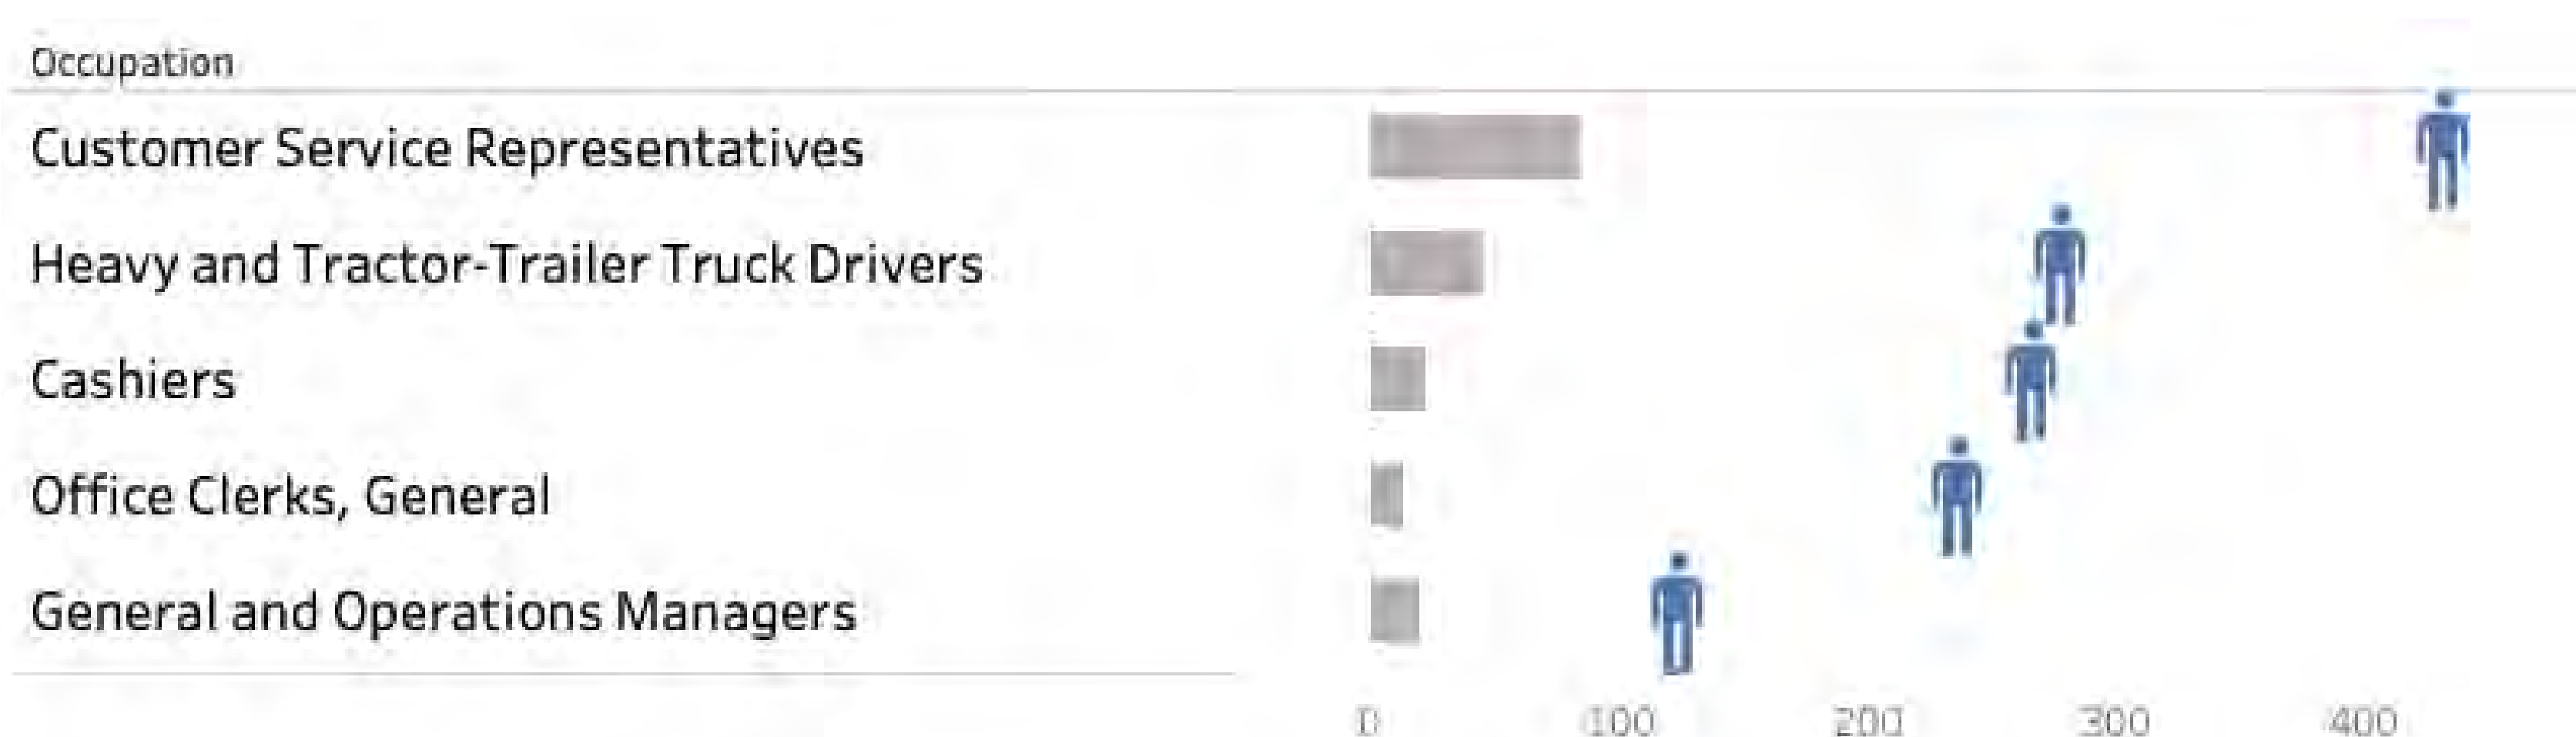 Occupation
Customer Service Representatives
Heavy and Tractor-Trailer Truck Drivers
Cashiers
Office Clerks, General
General and Operations Managers
0 100 200 300 400